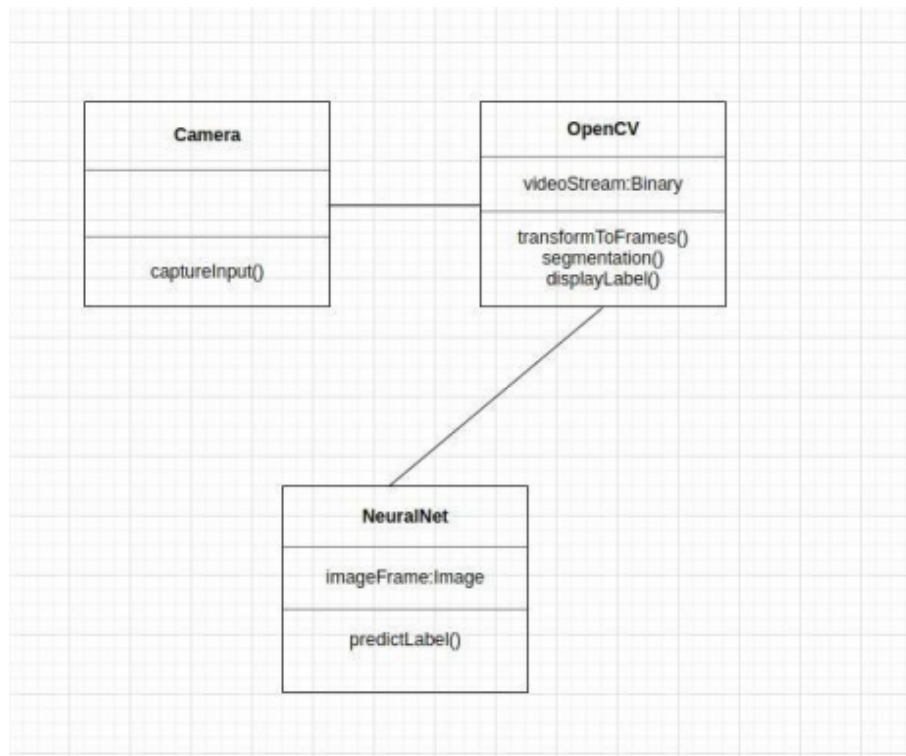 Camera
captureInput()
OpenCV
videoStream:Binary
transformToFrames()
segmentation()
displayLabel()
NeuralNet
imageFrame:Image
predictLabel()